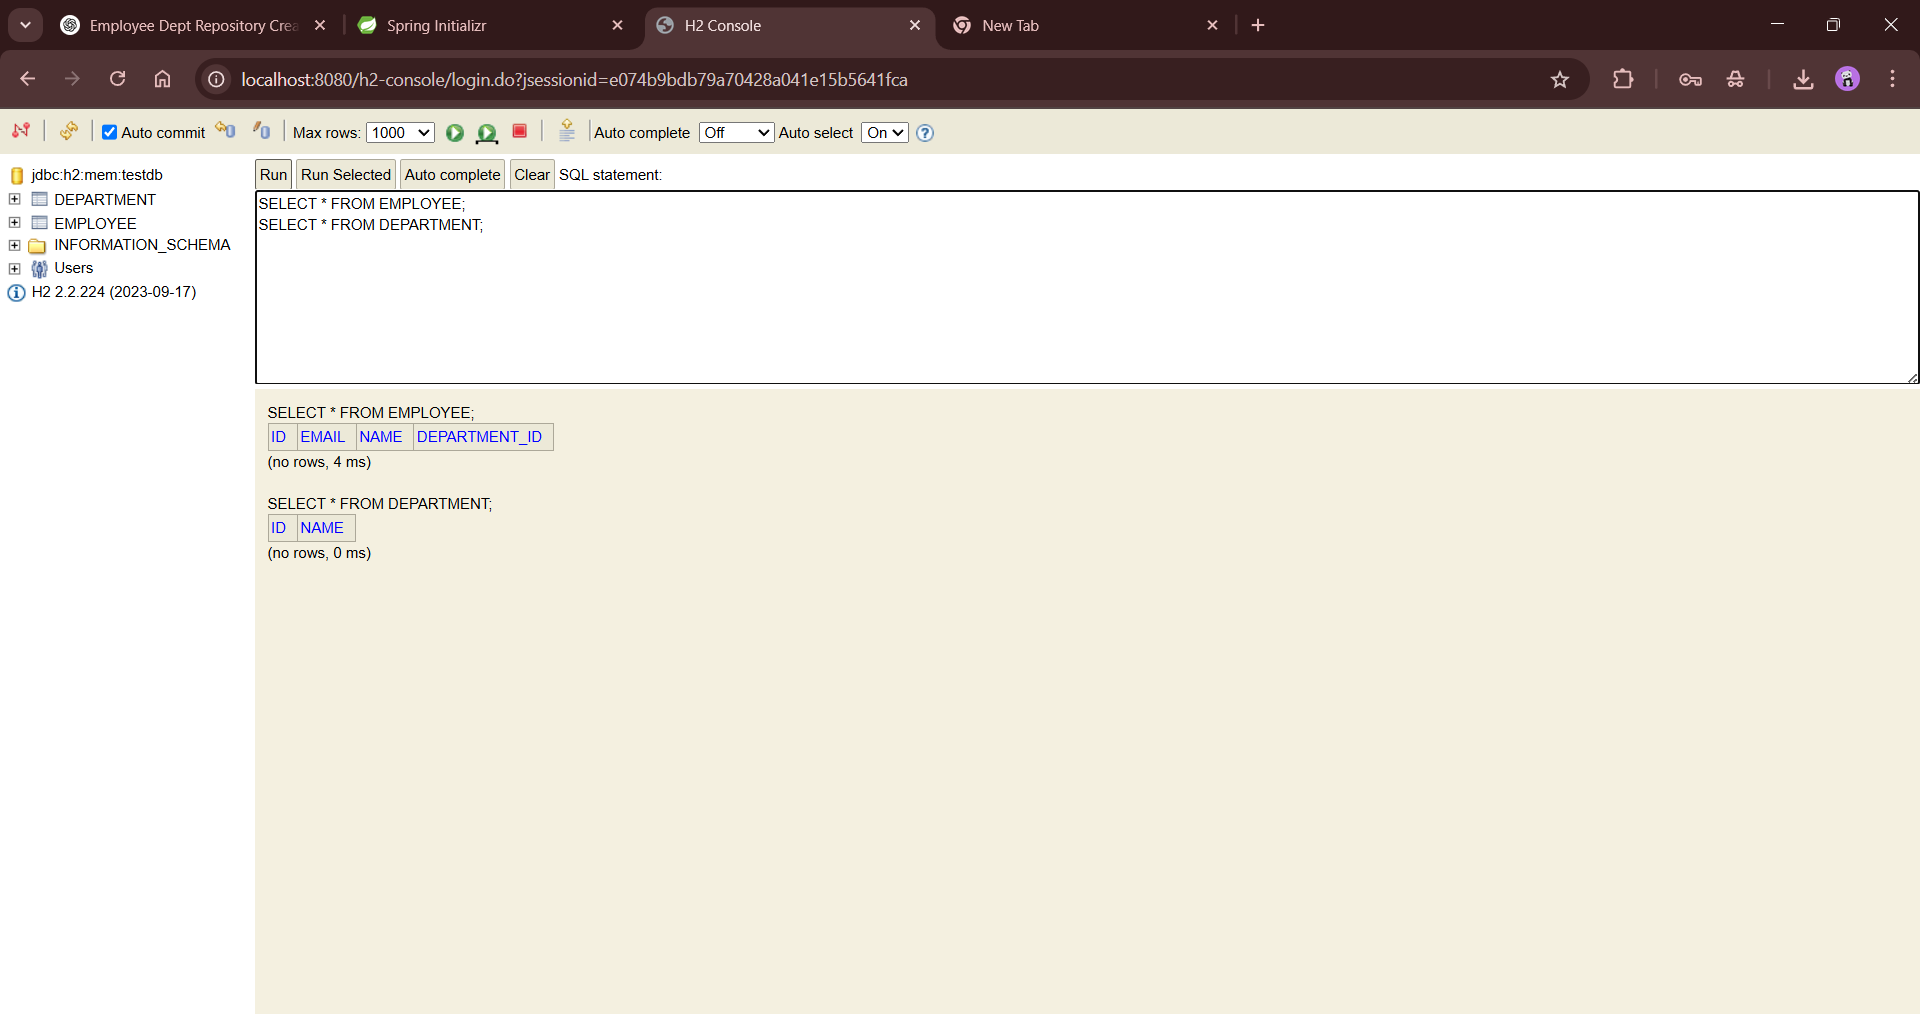 Employee Dept Repository Crea
Spring Initializr
H2 Console
New Tab
localhost:8080/h2-console/login.do?jsessionid=e074b9bdb79a70428a041e15b5641fca
Auto commit
Max rows: 1000
Auto complete Off
Auto select On
jdbc:h2:mem:testdb
DEPARTMENT
EMPLOYEE
INFORMATION_SCHEMA
Users
H2 2.2.224 (2023-09-17)
Run Run Selected Auto complete Clear SQL statement:
SELECT * FROM EMPLOYEE;
SELECT * FROM DEPARTMENT;
SELECT * FROM EMPLOYEE;
ID EMAIL NAME DEPARTMENT_ID
(no rows, 4 ms)
SELECT * FROM DEPARTMENT;
ID NAME
(no rows, 0 ms)